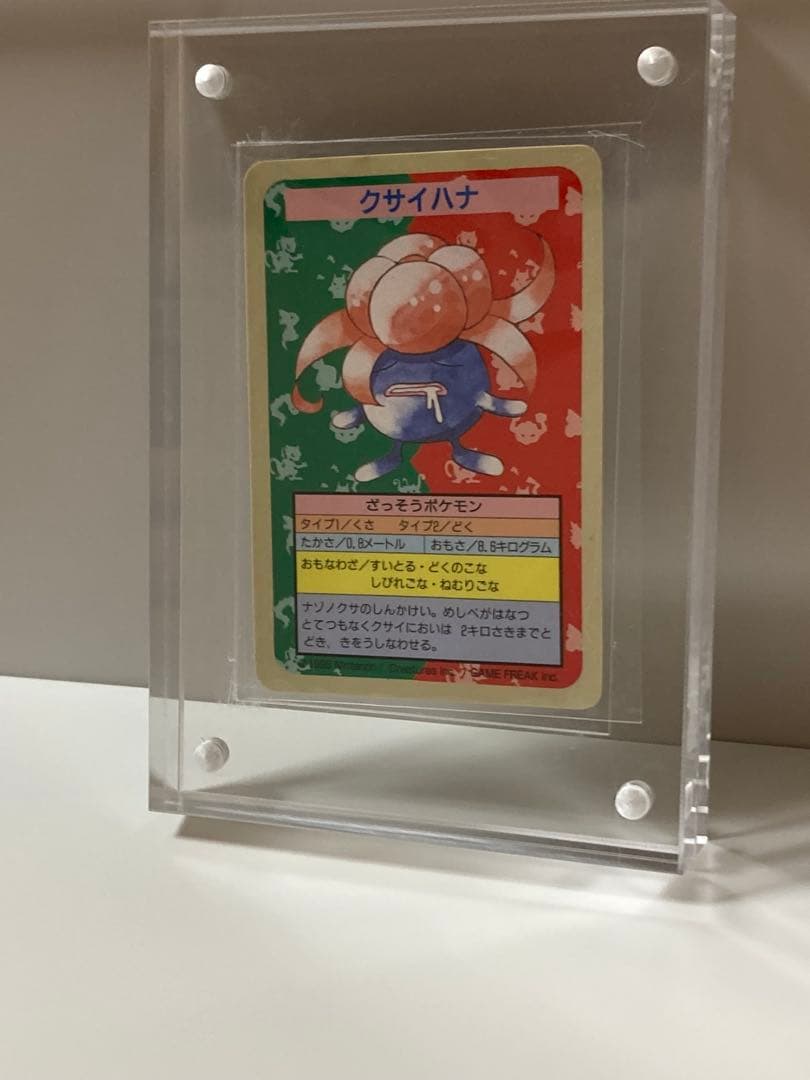 クサイハナ
ざっそうポケモン
タイプ1/くさ タイプ2/どく
たかさ/0.8メートル おもさ/8.6キログラム
おもなわざ/すいとる・どくのこな
しびれごな・ねむりごな
ナゾノクサのしんかけい。めしべがはなつ
とてつもなくクサイにおいは 2キロさきまでと
どき、きをうしなわせる。
©1995 Nintendo / Creatures Inc. / GAME FREAK Inc.